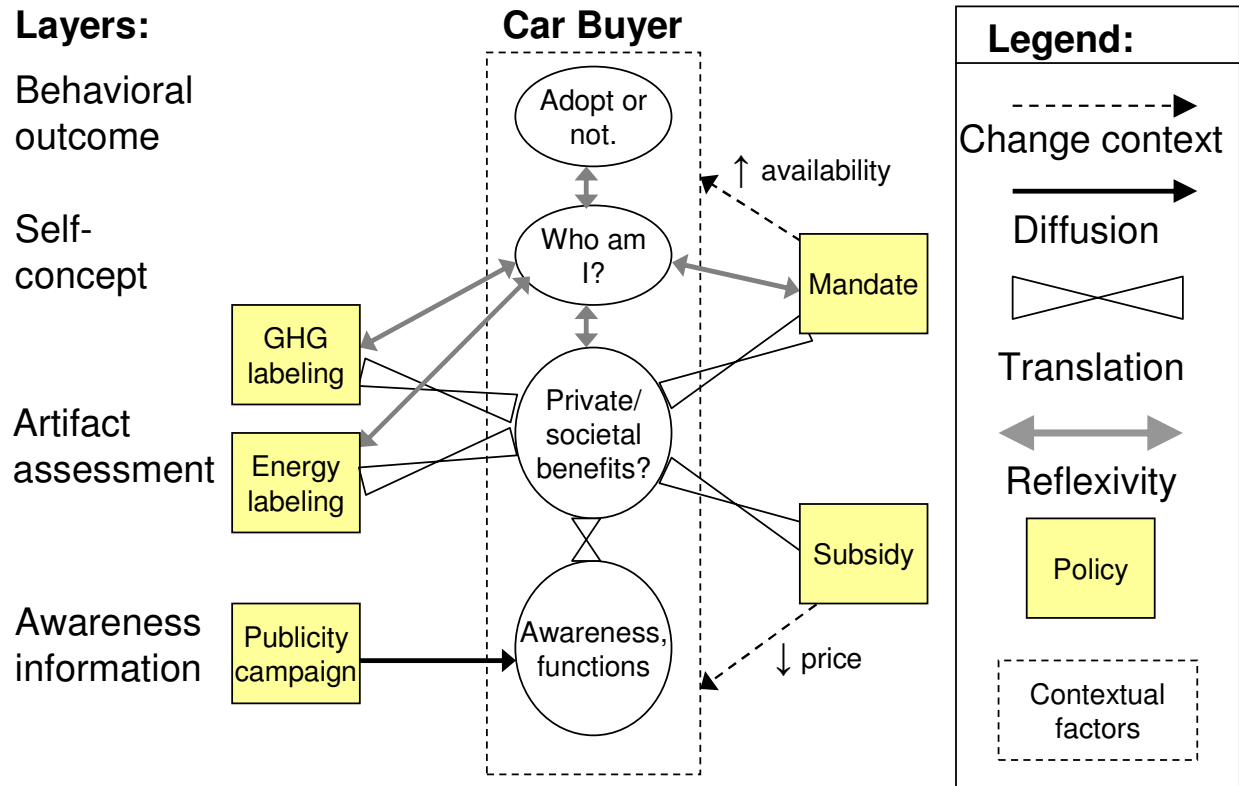 Layers:
Car Buyer
Legend:
Behavioral
outcome
Adopt or
not.
Change context
↑ availability
Self-
concept
Who am
I?
Mandate
Diffusion
GHG
labeling
Translation
Artifact
assessment
Energy
labeling
Private/
societal
benefits?
Reflexivity
Subsidy
Policy
Awareness
information
Publicity
campaign
Awareness,
functions
↓ price
Contextual
factors